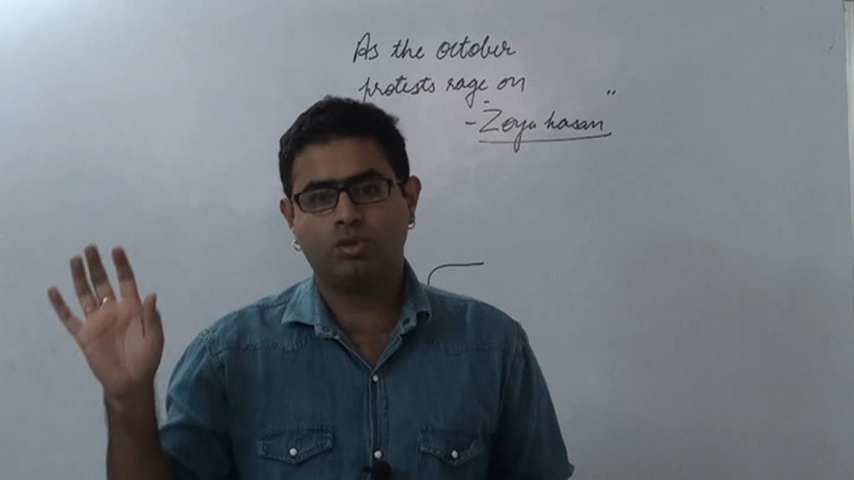 As the october
protests rage on "
- Zoya hasan